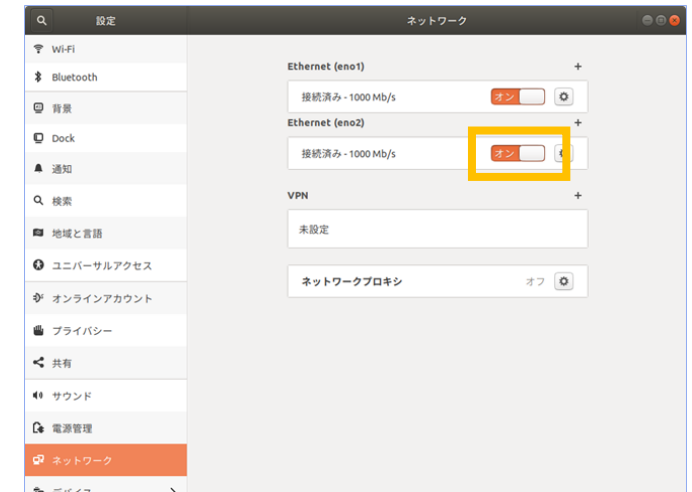 設定
ネットワーク
Wi-Fi
Bluetooth
背景
Dock
通知
検索
地域と言語
ユニバーサルアクセス
オンラインアカウント
プライバシー
共有
サウンド
電源管理
ネットワーク
デバイス
Ethernet (eno1)
接続済み - 1000 Mb/s
オン
Ethernet (eno2)
接続済み - 1000 Mb/s
オン
VPN
未設定
ネットワークプロキシ オフ